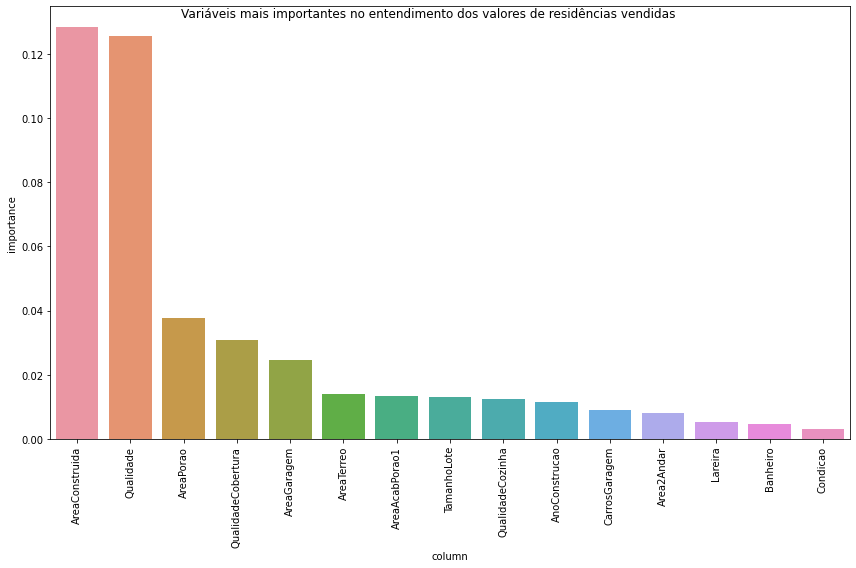 Variáveis mais importantes no entendimento dos valores de residências vendidas
importance
0.12
0.10
0.08
0.06
0.04
0.02
0.00
AreaConstruida
Qualidade
AreaPorao
QualidadeCobertura
AreaGaragem
AreaTerreo
AreaAcabPorao1
TamanhoLote
QualidadeCozinha
AnoConstrucao
CarrosGaragem
Area2Andar
Lareira
Banheiro
Condicao
column